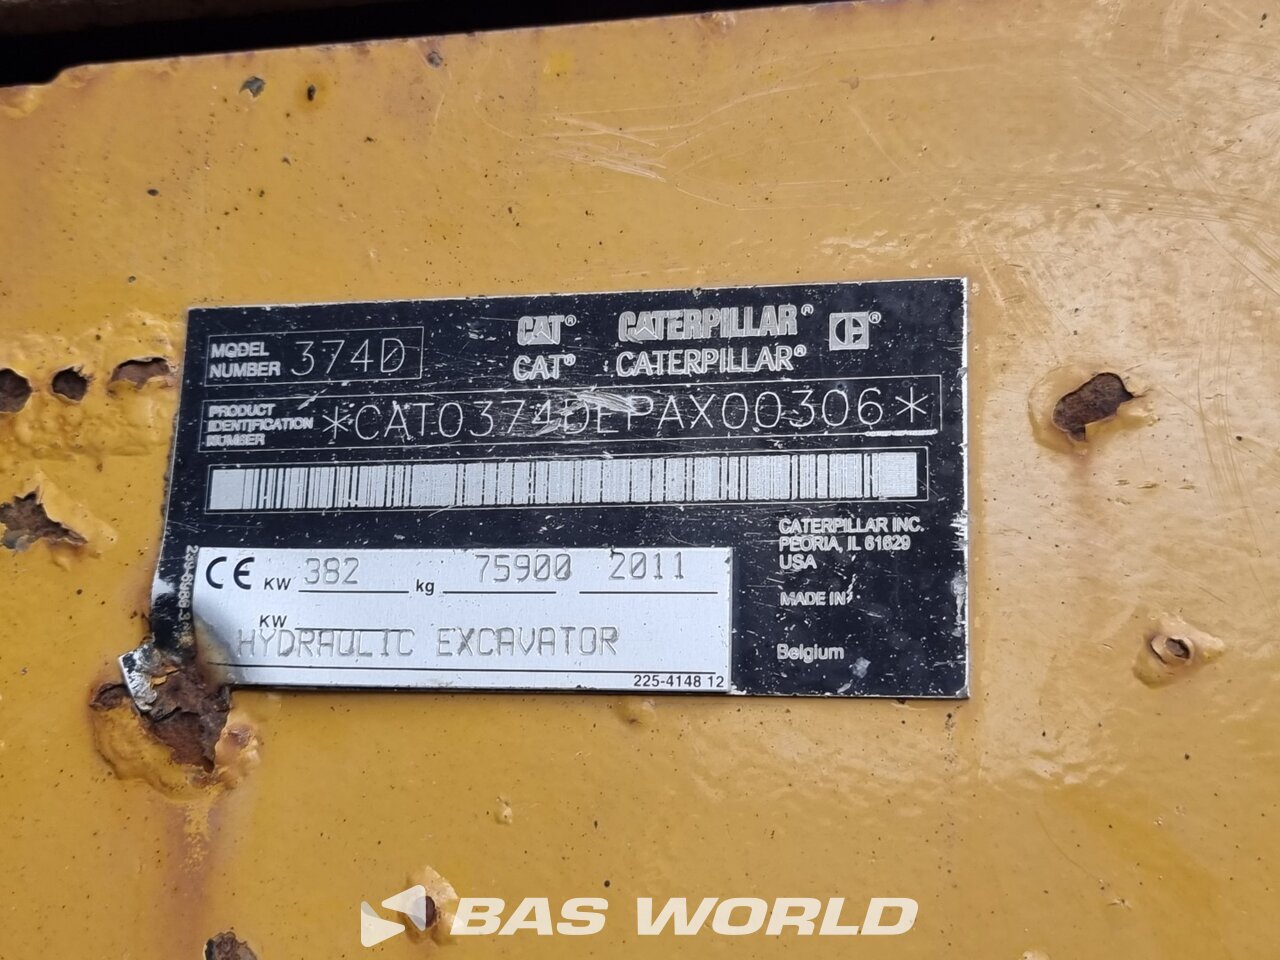 MODEL NUMBER 374D
CAT® CATERPILLAR® ®
CAT® CATERPILLAR®
PRODUCT IDENTIFICATION NUMBER *CAT0374DEPAX00306*
CATERPILLAR INC.
PEORIA, IL 61629
USA
MADE IN
Belgium
CE KW 382 kg 75900 2011
KW
HYDRAULIC EXCAVATOR
225-4148 12
BAS WORLD